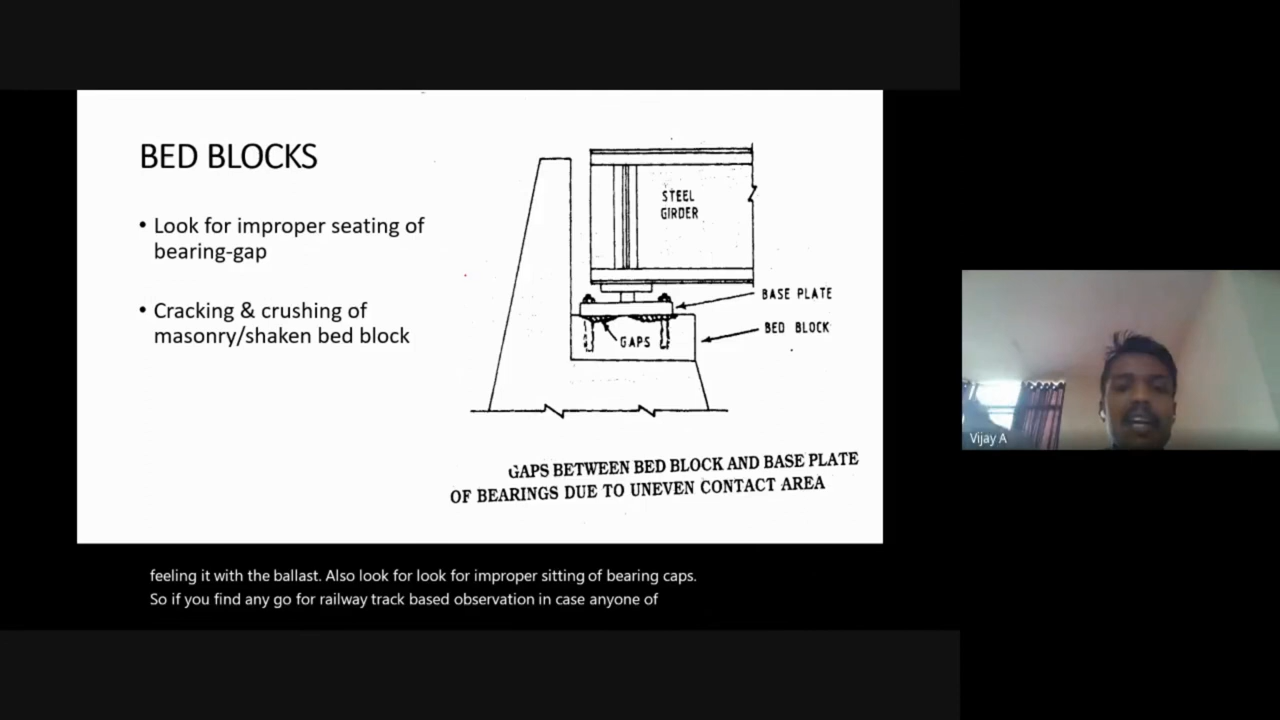 BED BLOCKS
• Look for improper seating of
bearing-gap
• Cracking & crushing of
masonry/shaken bed block
STEEL
GIRDER
BASE PLATE
BED BLOCK
GAPS
GAPS BETWEEN BED BLOCK AND BASE PLATE
OF BEARINGS DUE TO UNEVEN CONTACT AREA
Vijay A
feeling it with the ballast. Also look for look for improper sitting of bearing caps.
So if you find any go for railway track based observation in case anyone of